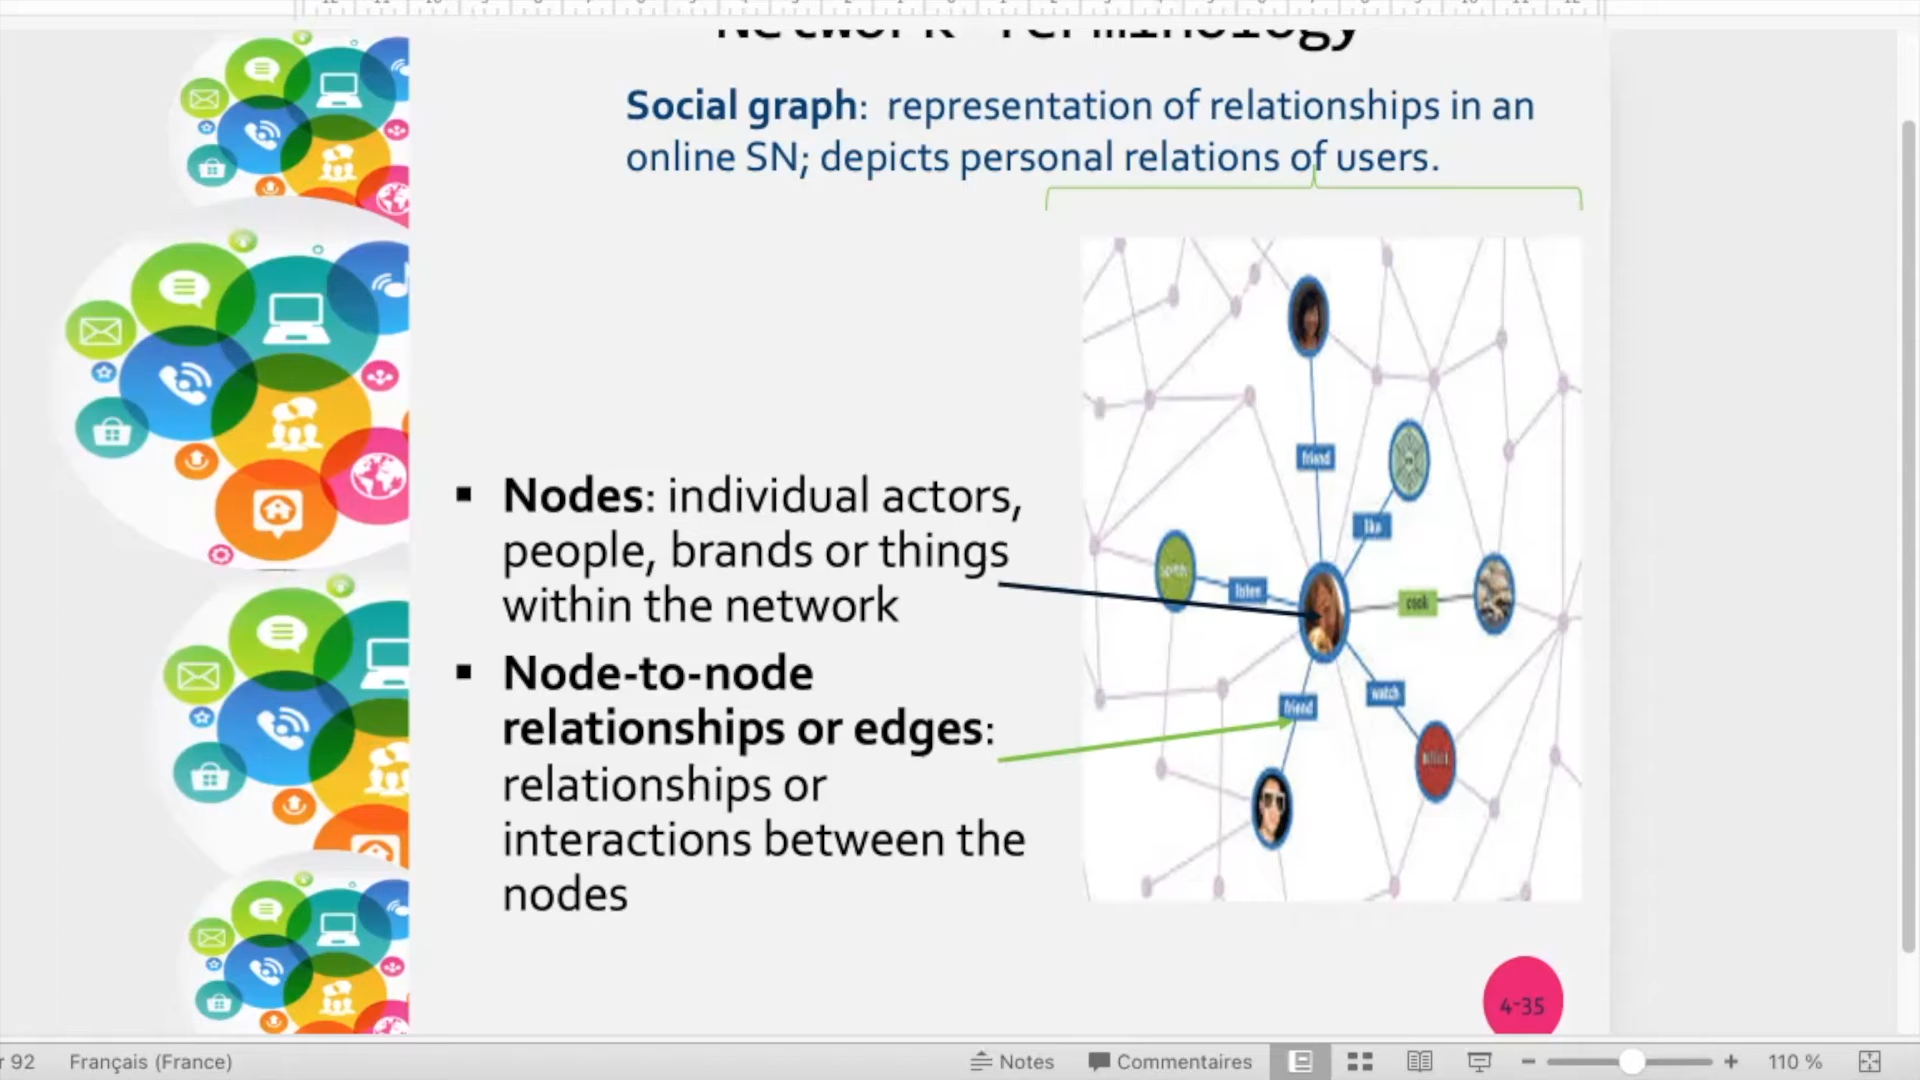 Network Terminology
Social graph: representation of relationships in an
online SN; depicts personal relations of users.
▪ Nodes: individual actors,
people, brands or things
within the network
▪ Node-to-node
relationships or edges:
relationships or
interactions between the
nodes
friend
like
listen
cook
friend
watch
4-35
r 92 Français (France) Notes Commentaires 110 %